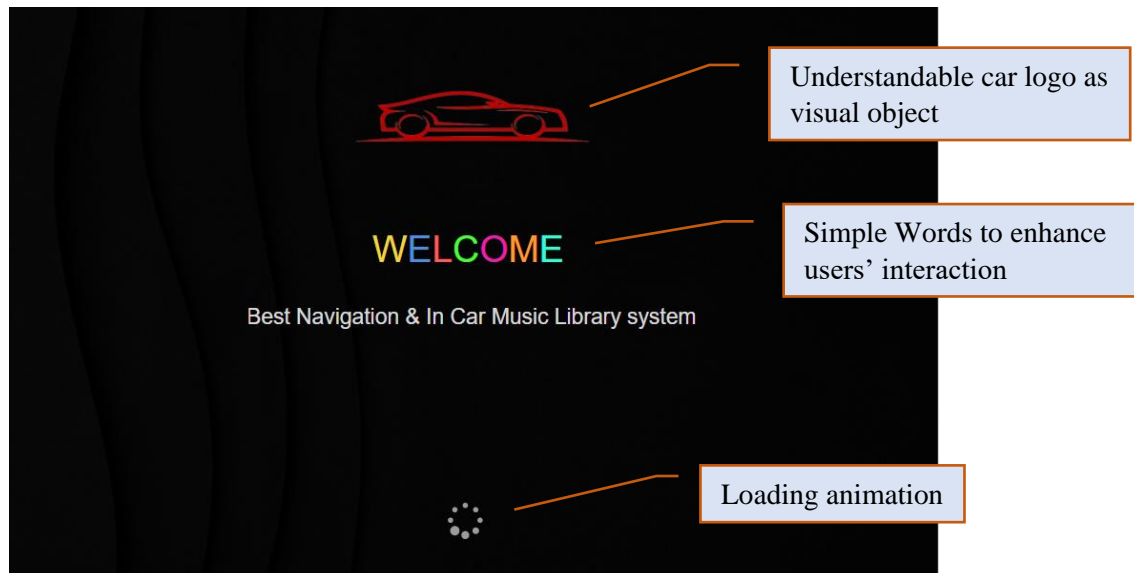 Understandable car logo as
visual object
WELCOME
Simple Words to enhance
users’ interaction
Best Navigation & In Car Music Library system
Loading animation